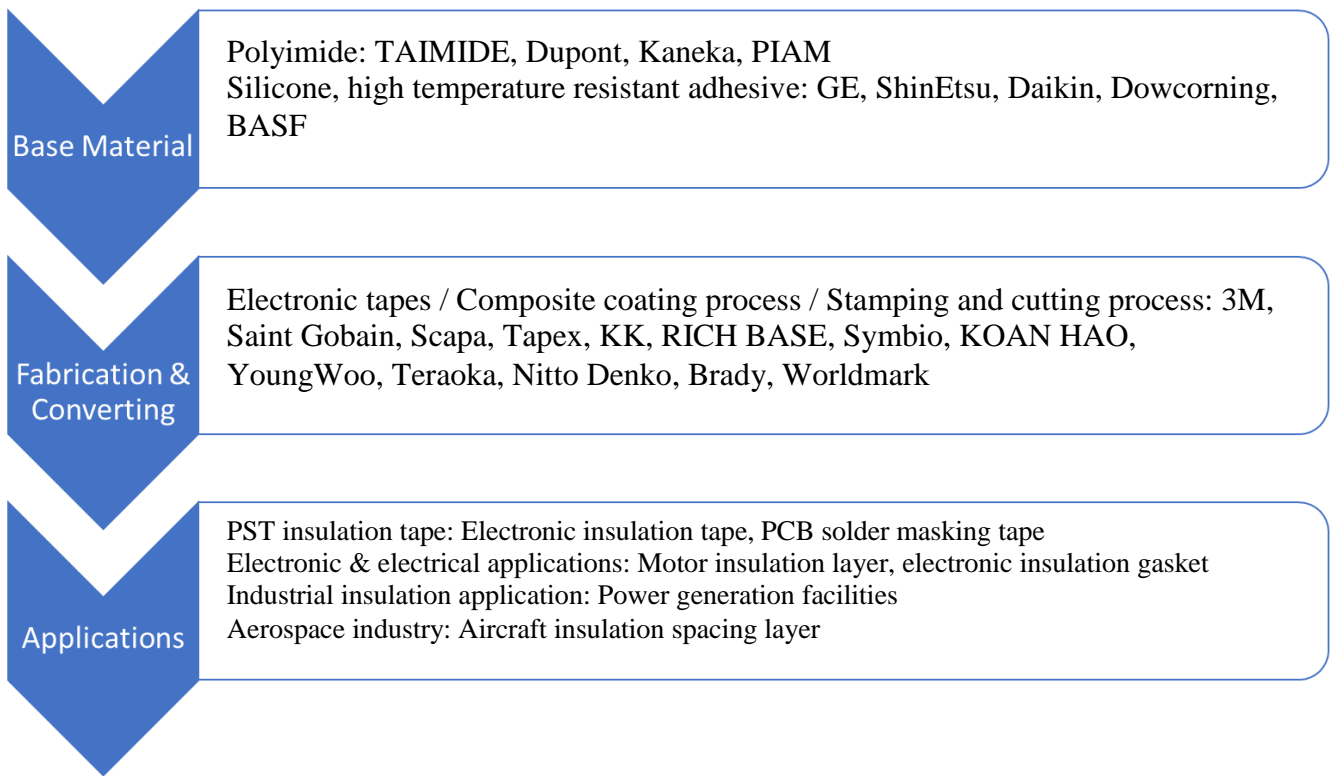 Base Material
Polyimide: TAIMIDE, Dupont, Kaneka, PIAM
Silicone, high temperature resistant adhesive: GE, ShinEtsu, Daikin, Dowcorning,
BASF
Fabrication &
Converting
Electronic tapes / Composite coating process / Stamping and cutting process: 3M,
Saint Gobain, Scapa, Tapex, KK, RICH BASE, Symbio, KOAN HAO,
YoungWoo, Teraoka, Nitto Denko, Brady, Worldmark
Applications
PST insulation tape: Electronic insulation tape, PCB solder masking tape
Electronic & electrical applications: Motor insulation layer, electronic insulation gasket
Industrial insulation application: Power generation facilities
Aerospace industry: Aircraft insulation spacing layer